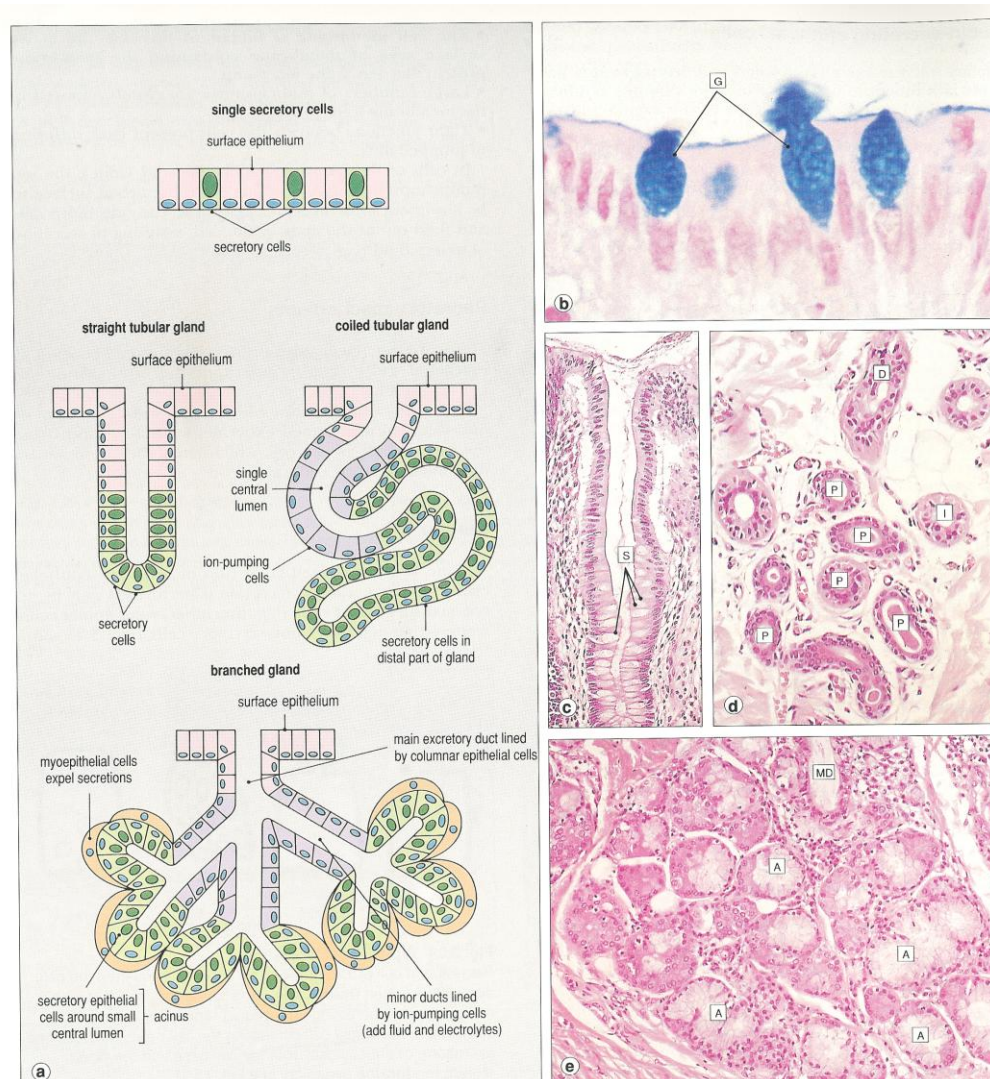 single secretory cells
surface epithelium
secretory cells
straight tubular gland
surface epithelium
secretory
cells
coiled tubular gland
surface epithelium
single
central
lumen
ion-pumping
cells
secretory cells in
distal part of gland
branched gland
surface epithelium
main excretory duct lined
by columnar epithelial cells
myoepithelial cells
expel secretions
secretory epithelial
cells around small
central lumen
acinus
minor ducts lined
by ion-pumping cells
(add fluid and electrolytes)
a
G
b
S
c
D
P
I
P
P
P
P
d
MD
A
A
A
A
e